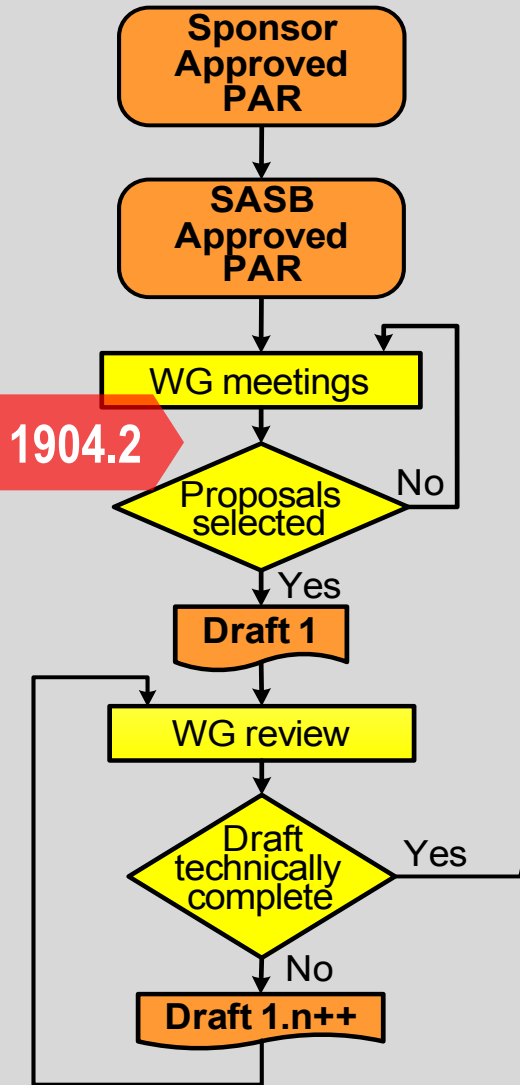 Sponsor
Approved
PAR
SASB
Approved
PAR
WG meetings
1904.2
Proposals
selected
No
Yes
Draft 1
WG review
Draft
technically
complete
Yes
No
Draft 1.n++